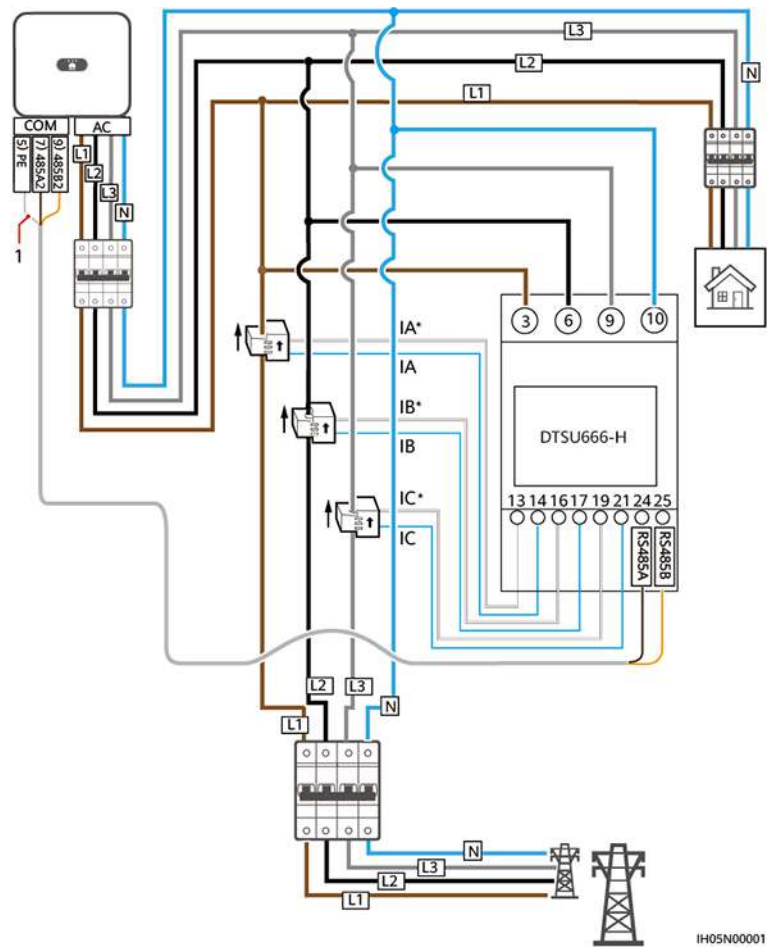 L3
L2
N
L1
COM
AC
5) PE
7) 485A2
9) 485B2
L1
L2
L3
N
1
3
6
9
10
IA*
IA
IB*
IB
IC*
IC
DTSU666-H
13 14 16 17 19 21 24 25
RS485A
RS485B
L2
L3
L1
N
N
L3
L2
L1
IH05N00001